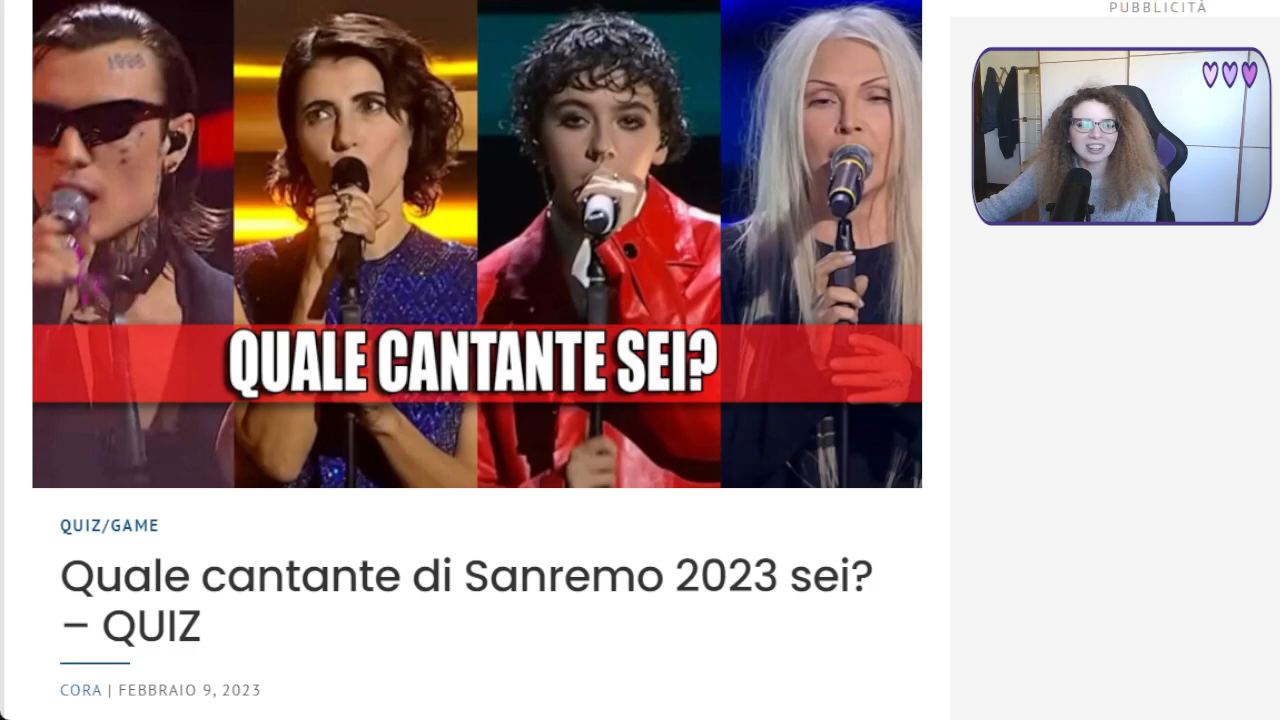 PUBBLICITÀ
QUALE CANTANTE SEI?
QUIZ/GAME
Quale cantante di Sanremo 2023 sei?
– QUIZ
CORA | FEBBRAIO 9, 2023